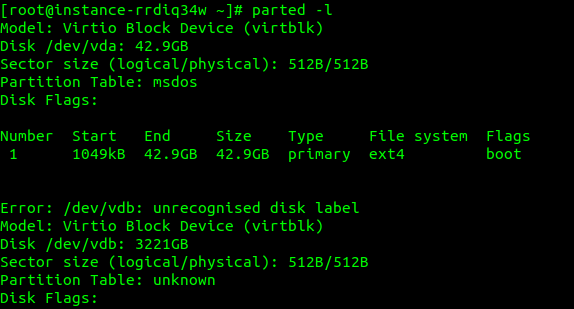 [root@instance-rrdiq34w ~]# parted -l
Model: Virtio Block Device (virtblk)
Disk /dev/vda: 42.9GB
Sector size (logical/physical): 512B/512B
Partition Table: msdos
Disk Flags:

Number  Start   End     Size    Type     File system  Flags
 1      1049kB  42.9GB  42.9GB  primary  ext4         boot


Error: /dev/vdb: unrecognised disk label
Model: Virtio Block Device (virtblk)
Disk /dev/vdb: 3221GB
Sector size (logical/physical): 512B/512B
Partition Table: unknown
Disk Flags: